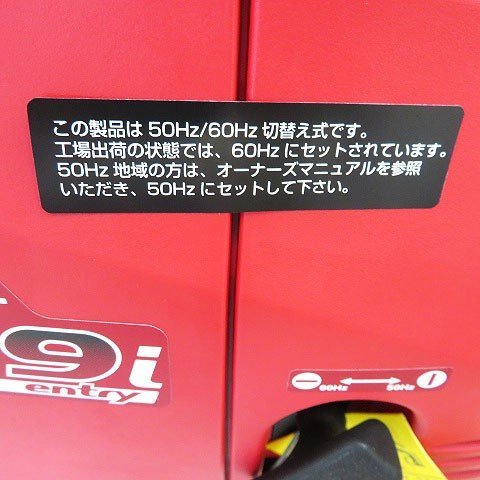 この製品は 50Hz/60Hz 切替え式です。
工場出荷の状態では、60Hz にセットされています。
50Hz 地域の方は、オーナーズマニュアルを参照
いただき、50Hz にセットして下さい。
9i
entry
60Hz 50Hz